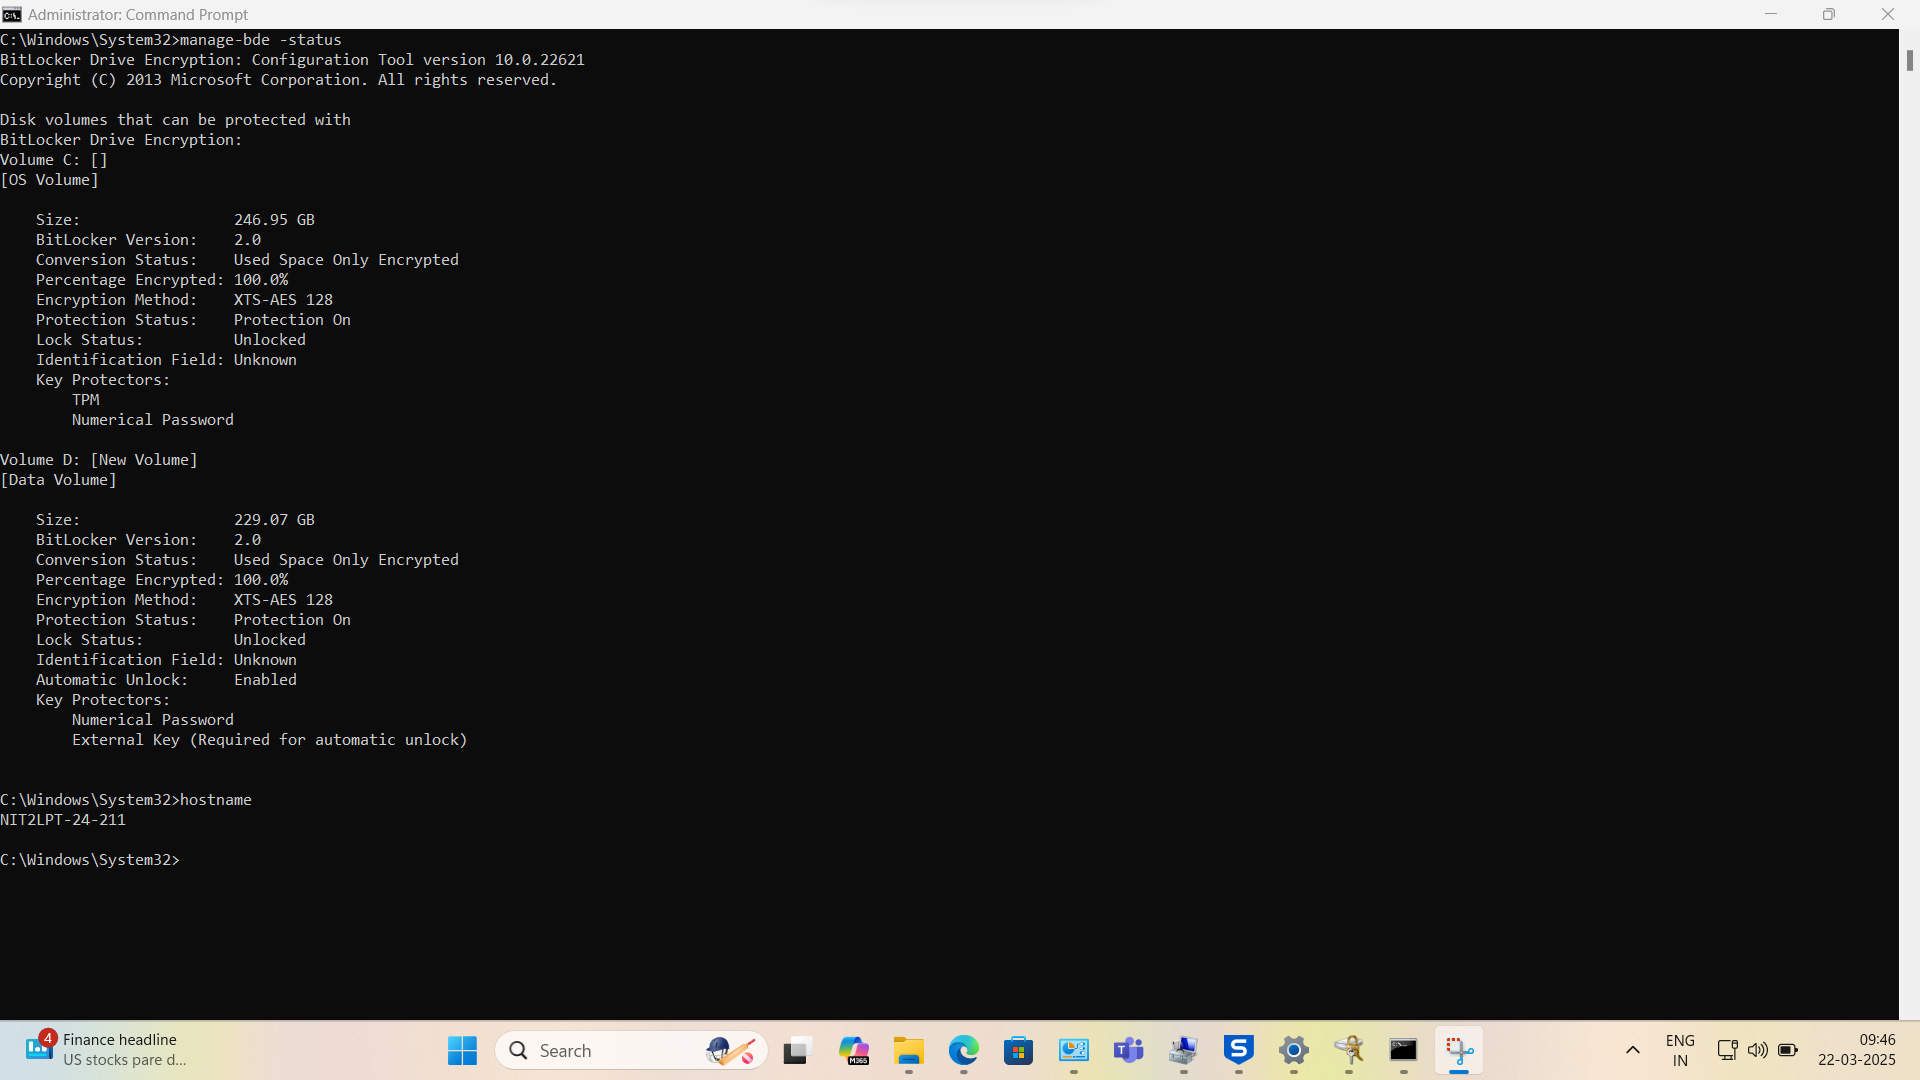 Administrator: Command Prompt
C:\Windows\System32>manage-bde -status
BitLocker Drive Encryption: Configuration Tool version 10.0.22621
Copyright (C) 2013 Microsoft Corporation. All rights reserved.
Disk volumes that can be protected with
BitLocker Drive Encryption:
Volume C: []
[OS Volume]
Size: 246.95 GB
BitLocker Version: 2.0
Conversion Status: Used Space Only Encrypted
Percentage Encrypted: 100.0%
Encryption Method: XTS-AES 128
Protection Status: Protection On
Lock Status: Unlocked
Identification Field: Unknown
Key Protectors:
TPM
Numerical Password
Volume D: [New Volume]
[Data Volume]
Size: 229.07 GB
BitLocker Version: 2.0
Conversion Status: Used Space Only Encrypted
Percentage Encrypted: 100.0%
Encryption Method: XTS-AES 128
Protection Status: Protection On
Lock Status: Unlocked
Identification Field: Unknown
Automatic Unlock: Enabled
Key Protectors:
Numerical Password
External Key (Required for automatic unlock)
C:\Windows\System32>hostname
NIT2LPT-24-211
C:\Windows\System32>
4
Finance headline
US stocks pare d...
Search
M365
ENG
IN
09:46
22-03-2025